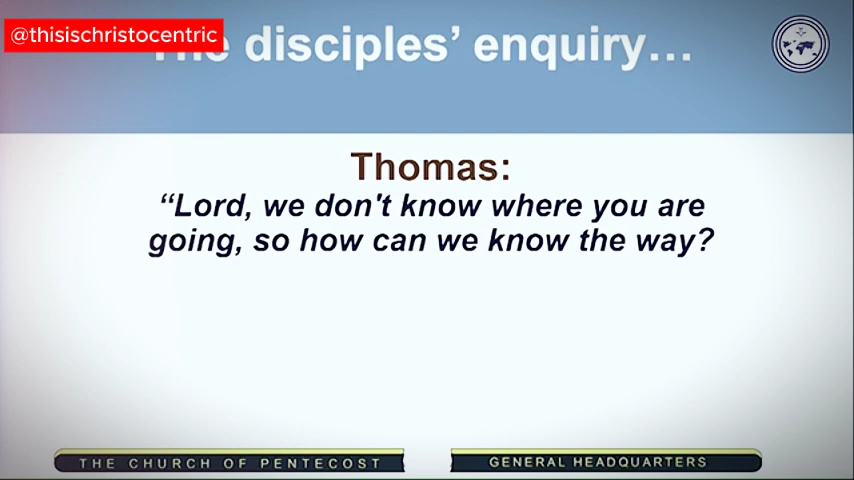 @thisischristocentric
The disciples’ enquiry…
Thomas:
“Lord, we don't know where you are
going, so how can we know the way?
THE CHURCH OF PENTECOST
GENERAL HEADQUARTERS